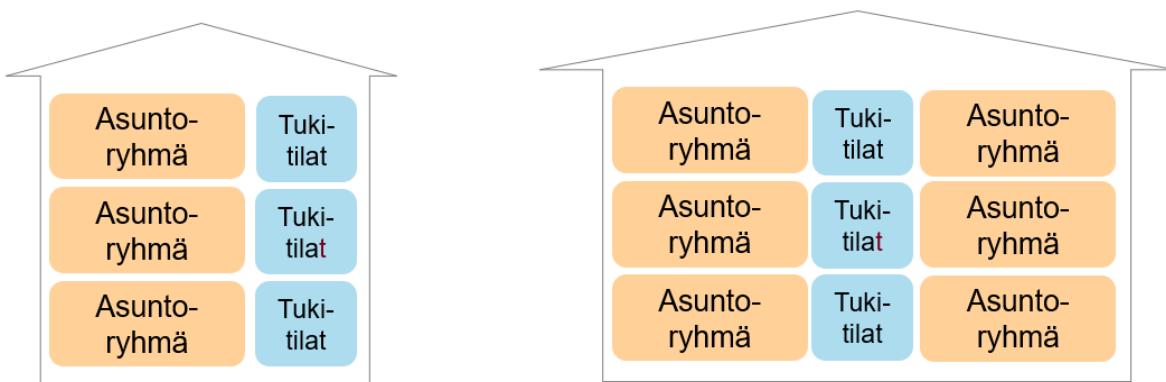 Asunto-
ryhmä
Tuki-
tilat
Asunto-
ryhmä
Tuki-
tilat
Asunto-
ryhmä
Tuki-
tilat
Asunto-
ryhmä
Tuki-
tilat
Asunto-
ryhmä
Asunto-
ryhmä
Tuki-
tilat
Asunto-
ryhmä
Asunto-
ryhmä
Tuki-
tilat
Asunto-
ryhmä